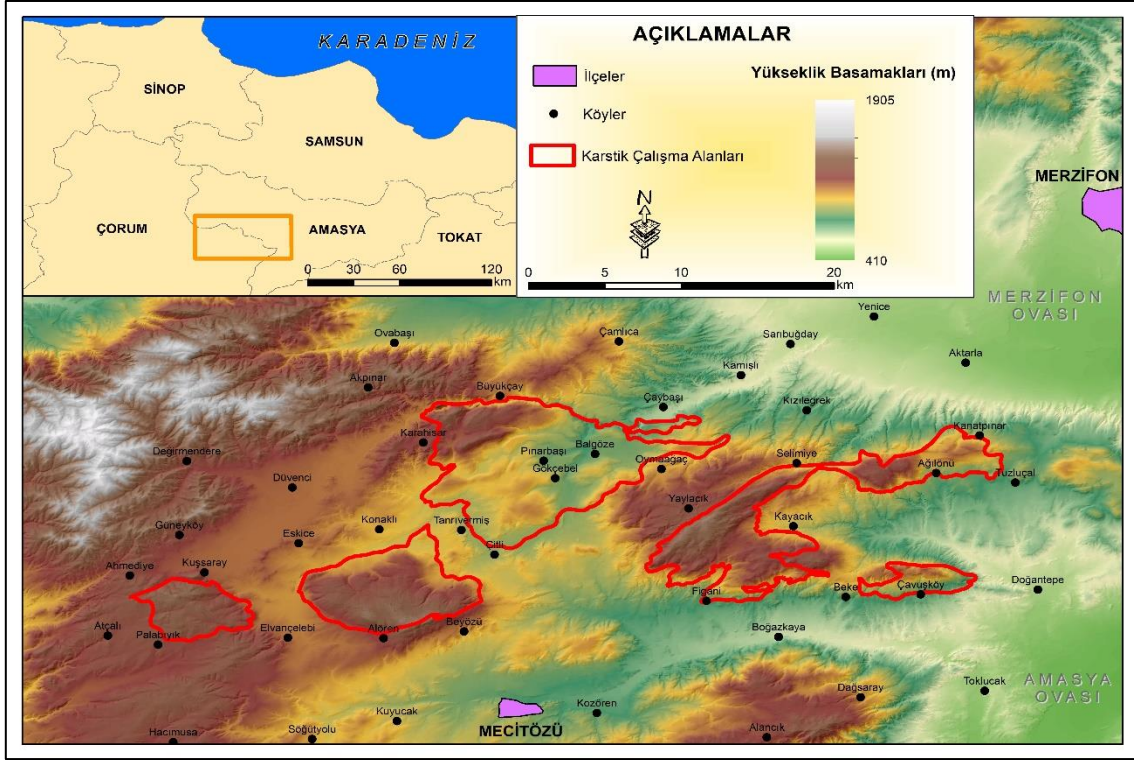 KARADENİZ
SİNOP
SAMSUN
ÇORUM
AMASYA
TOKAT
0 30 60 120
km
AÇIKLAMALAR
İlçeler
Köyler
Karstik Çalışma Alanları
Yükseklik Basamakları (m)
1905
410
N
0 5 10 20
km
MERZİFON
MERZİFON
OVASI
Yenice
Ovabaşı
Çamlıca
Sarıbuğday
Aktarla
Kamışlı
Akpınar
Büyükçay
Çaybaşı
Kızılegrek
Karahisar
Kanatpınar
Değirmendere
Pınarbaşı
Balgöze
Gökçebel
Oymaagaç
Selimiye
Ağılönü
Tuzluçal
Düvenci
Yaylacık
Güneyköy
Konaklı
Tanrıvermiş
Kayacık
Eskice
Çitli
Ahmediye
Kuşsaray
Figani
Beke
Çavuşköy
Doğantepe
Atçalı
Palabıyık
Elvançelebi
Alören
Beyözü
Boğazkaya
AMASYA
OVASI
Toklucak
Dağsaray
Kuyucak
MECİTÖZÜ
Kozören
Hacımusa
Söğütyolu
Alancık